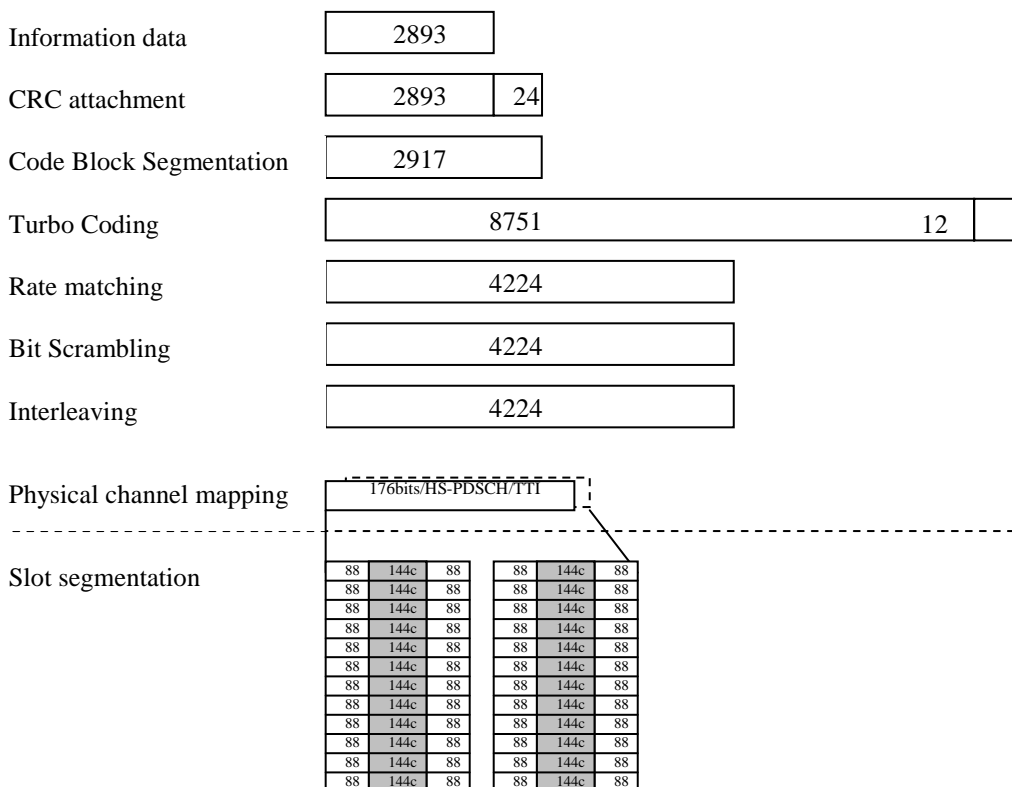 Information data 2893
CRC attachment 2893 24
Code Block Segmentation 2917
Turbo Coding 8751 12
Rate matching 4224
Bit Scrambling 4224
Interleaving 4224
Physical channel mapping 176bits/HS-PDSCH/TTI
Slot segmentation
88 144c 88 88 144c 88
88 144c 88 88 144c 88
88 144c 88 88 144c 88
88 144c 88 88 144c 88
88 144c 88 88 144c 88
88 144c 88 88 144c 88
88 144c 88 88 144c 88
88 144c 88 88 144c 88
88 144c 88 88 144c 88
88 144c 88 88 144c 88
88 144c 88 88 144c 88
88 144c 88 88 144c 88